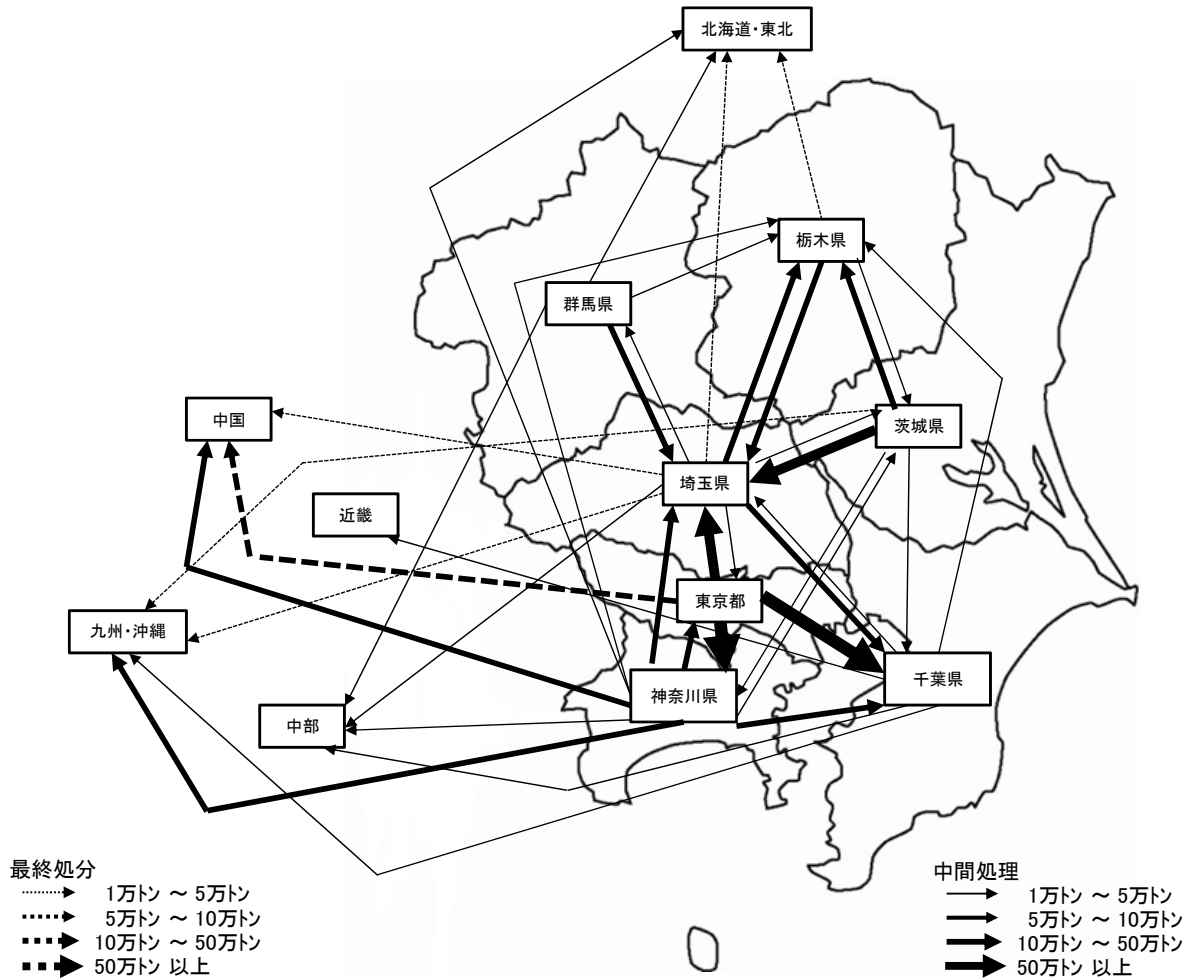 北海道・東北
栃木県
群馬県
中国
茨城県
埼玉県
近畿
東京都
九州・沖縄
神奈川県
千葉県
中部
最終処分
1万トン ~ 5万トン
5万トン ~ 10万トン
10万トン ~ 50万トン
50万トン 以上
中間処理
1万トン ~ 5万トン
5万トン ~ 10万トン
10万トン ~ 50万トン
50万トン 以上